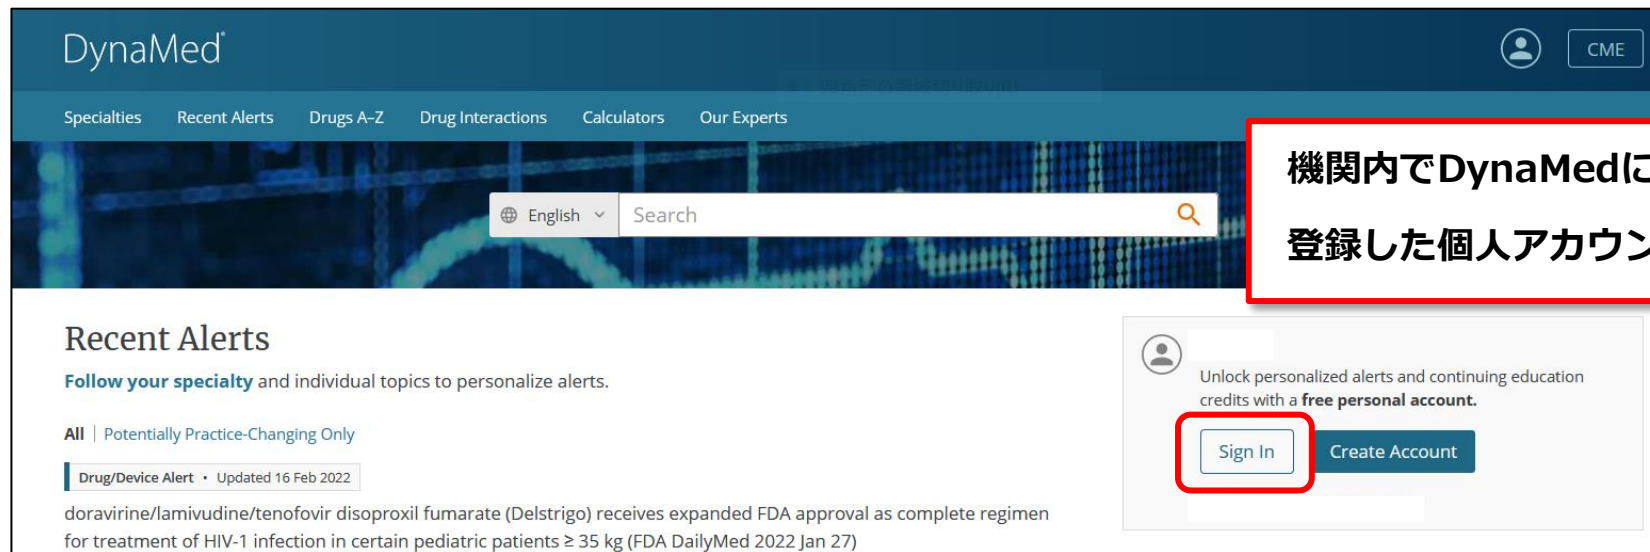 DynaMed
CME
Specialties Recent Alerts Drugs A–Z Drug Interactions Calculators Our Experts
機関内でDynaMedに
登録した個人アカウン
English Search
Recent Alerts
Follow your specialty and individual topics to personalize alerts.
All | Potentially Practice-Changing Only
Drug/Device Alert • Updated 16 Feb 2022
doravirine/lamivudine/tenofovir disoproxil fumarate (Delstrigo) receives expanded FDA approval as complete regimen
for treatment of HIV-1 infection in certain pediatric patients ≥ 35 kg (FDA DailyMed 2022 Jan 27)
Unlock personalized alerts and continuing education
credits with a free personal account.
Sign In Create Account